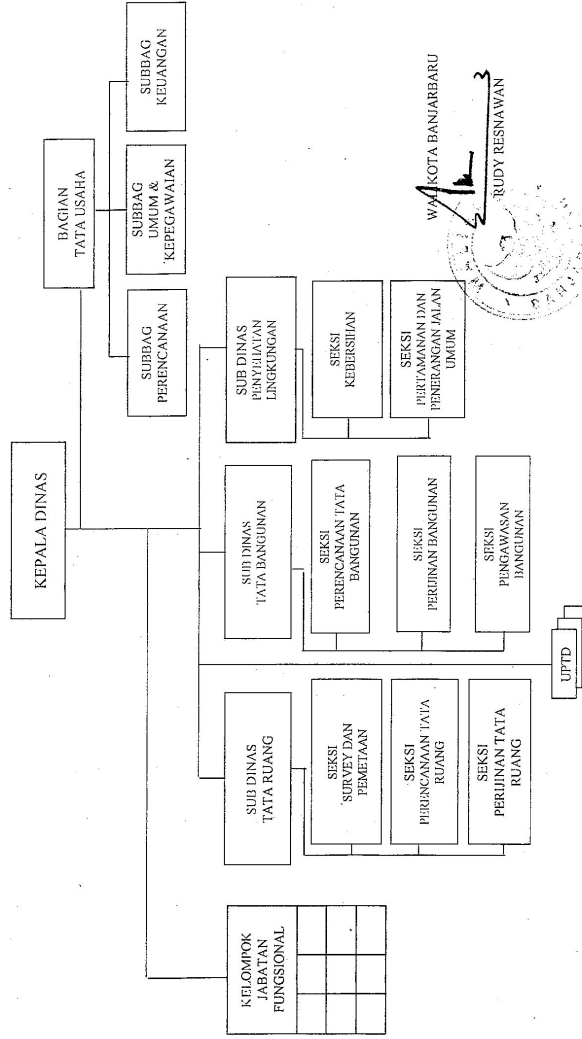 KEPALA DINAS
BAGIAN
TATA USAHA
SUBBAG
PERENCANAAN
SUBBAG
UMUM &
KEPEGAWAIAN
SUBBAG
KEUANGAN
KELOMPOK
JABATAN
FUNGSIONAL
SUB DINAS
TATA RUANG
SEKSI
SURVEY DAN
PEMETAAN
SEKSI
PERENCANAAN TATA
RUANG
SEKSI
PERIJINAN TATA
RUANG
SUB DINAS
TATA BANGUNAN
SEKSI
PERENCANAAN TATA
BANGUNAN
SEKSI
PERIJINAN BANGUNAN
SEKSI
PENGAWASAN
BANGUNAN
SUB DINAS
PENYEHATAN
LINGKUNGAN
SEKSI
KEBERSIHAN
SEKSI
PERTAMANAN DAN
PENERANGAN JALAN
UMUM
UPTD
WALIKOTA BANJARBARU
RUDY RESNAWAN